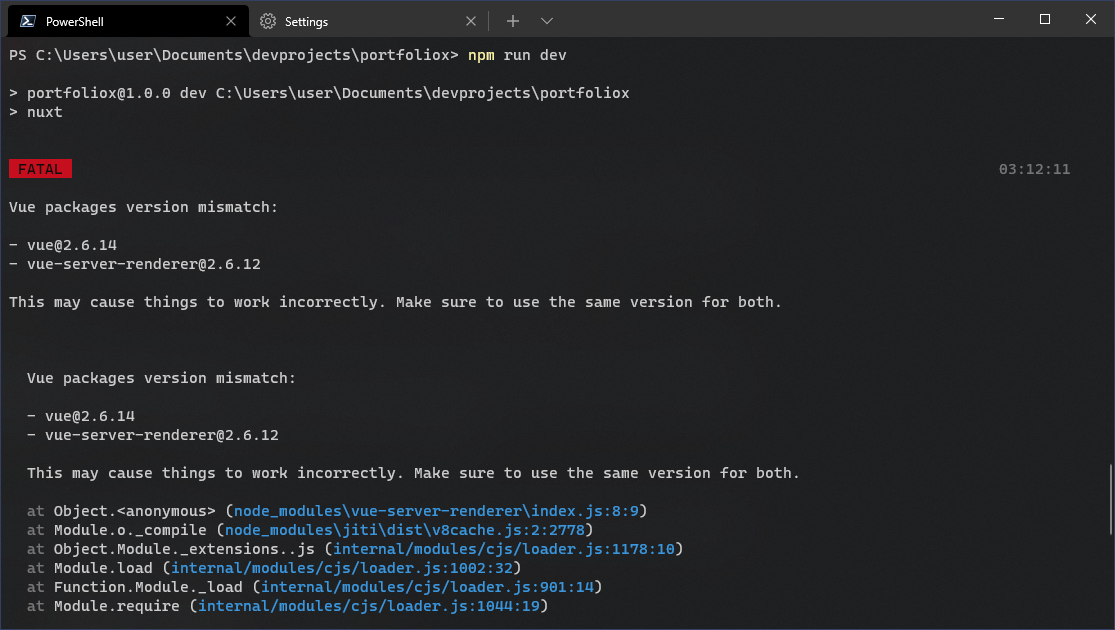 PowerShell
Settings
PS C:\Users\user\Documents\devprojects\portfoliox> npm run dev
> portfoliox@1.0.0 dev C:\Users\user\Documents\devprojects\portfoliox
> nuxt
FATAL 03:12:11
Vue packages version mismatch:
- vue@2.6.14
- vue-server-renderer@2.6.12
This may cause things to work incorrectly. Make sure to use the same version for both.
Vue packages version mismatch:
- vue@2.6.14
- vue-server-renderer@2.6.12
This may cause things to work incorrectly. Make sure to use the same version for both.
at Object.<anonymous> (node_modules\vue-server-renderer\index.js:8:9)
at Module.o._compile (node_modules\jiti\dist\v8cache.js:2:2778)
at Object.Module._extensions..js (internal/modules/cjs/loader.js:1178:10)
at Module.load (internal/modules/cjs/loader.js:1002:32)
at Function.Module._load (internal/modules/cjs/loader.js:901:14)
at Module.require (internal/modules/cjs/loader.js:1044:19)